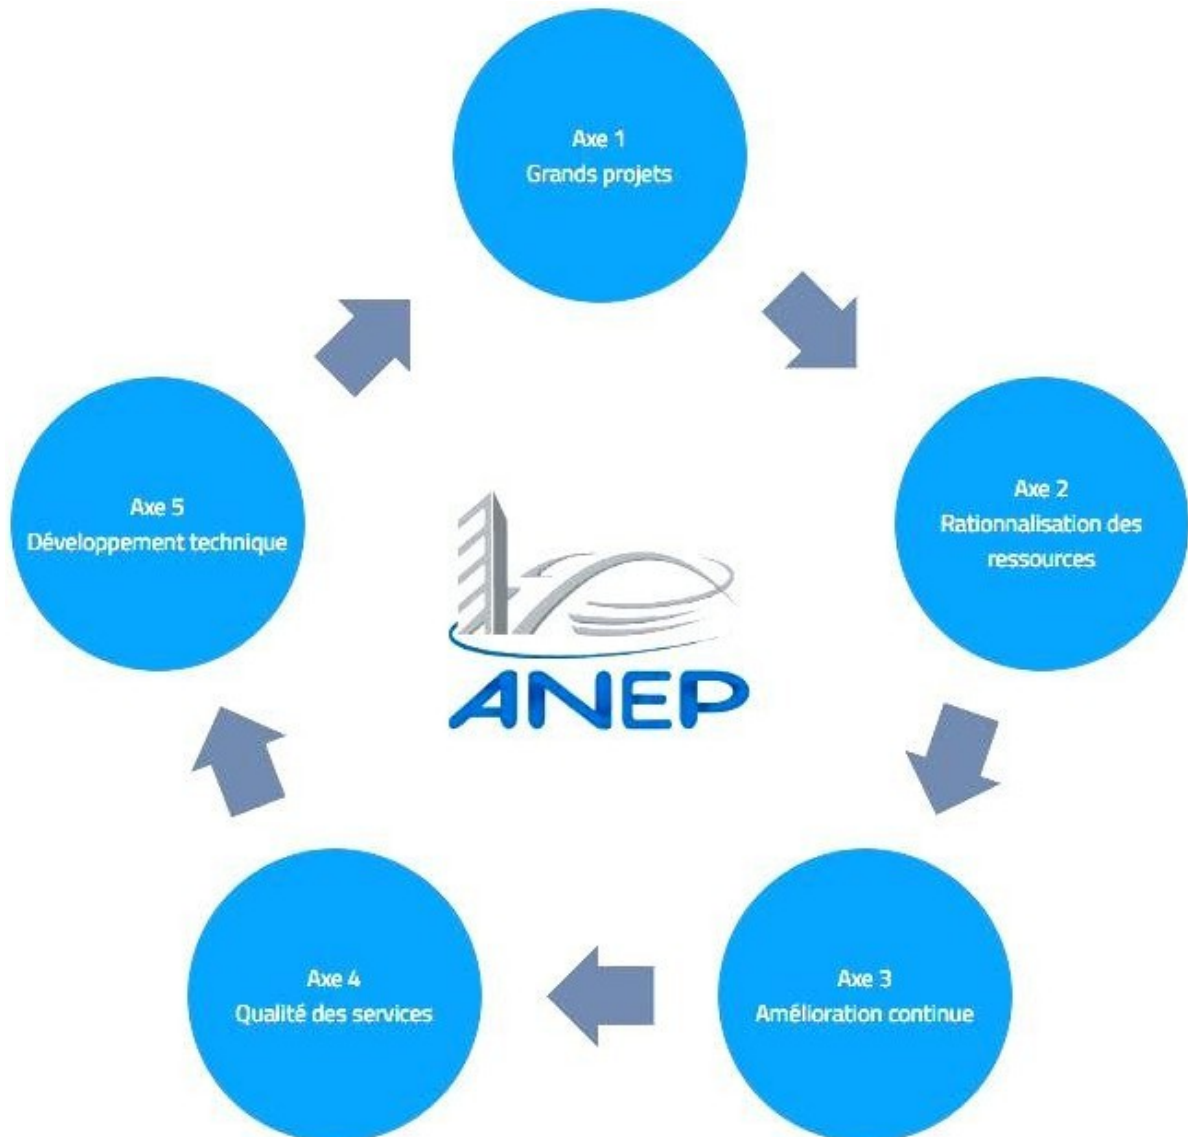 Axe 1
Grands projets
Axe 2
Rationnalisation des
ressources
Axe 5
Développement technique
ANEP
Axe 4
Qualité des services
Axe 3
Amélioration continue